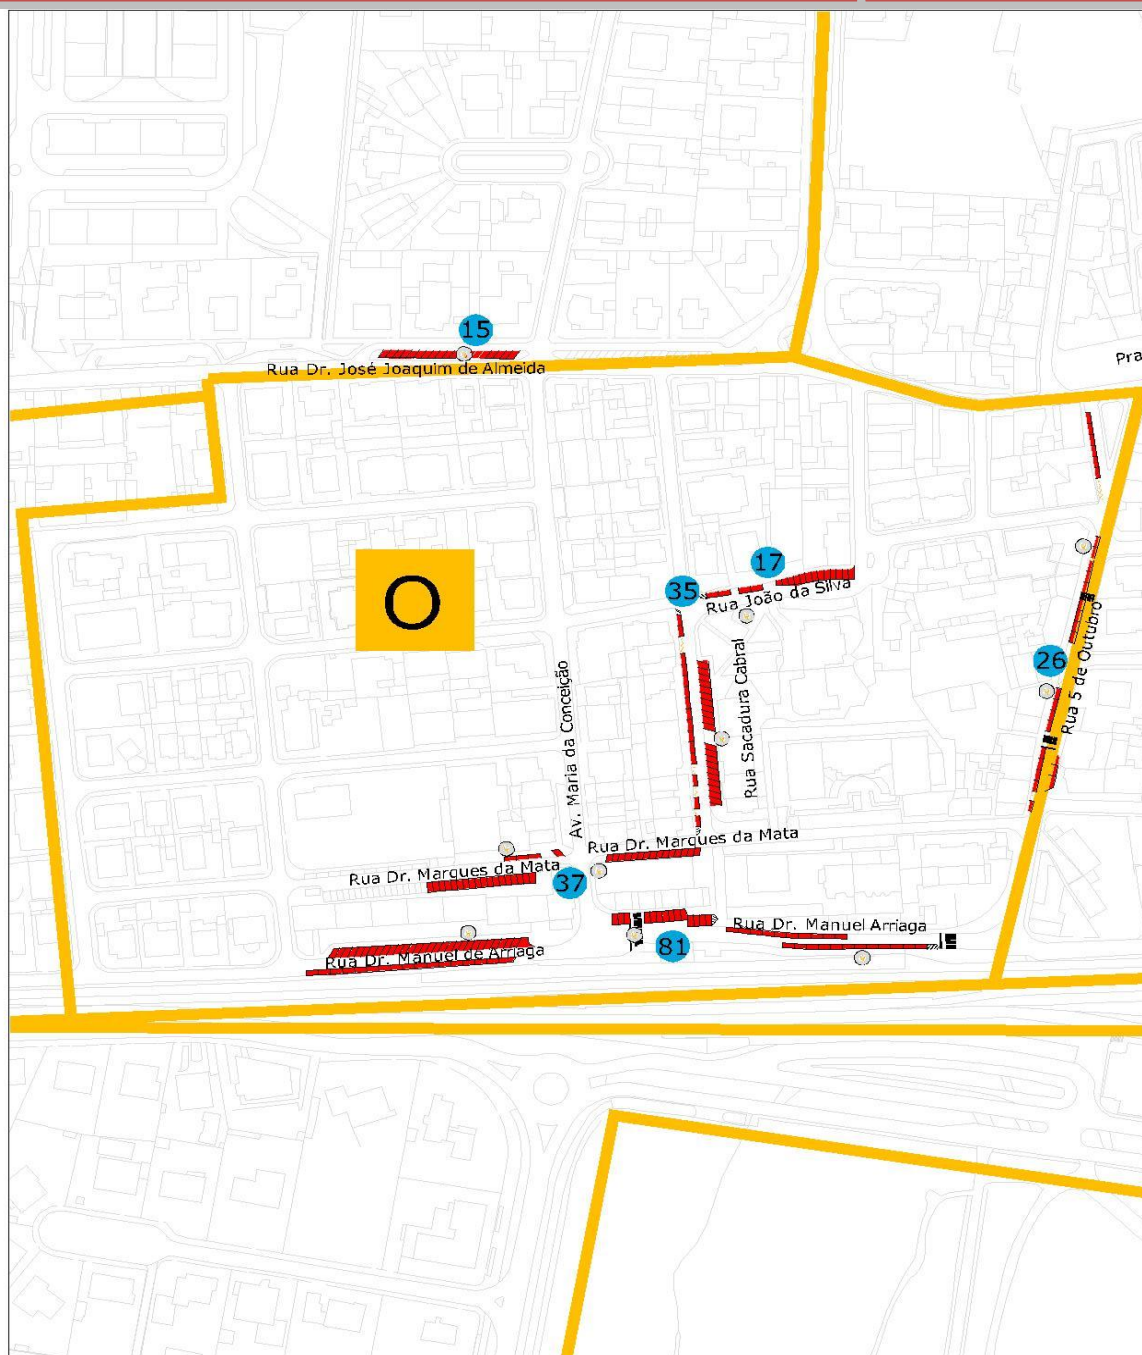 15
Rua Dr. José Joaquim de Almeida
Pra
17
35
Rua João da Silva
O
26
Rua 5 de Outubro
Rua Sacadura Cabral
Av. Maria da Conceição
Rua Dr. Marques da Mata
Rua Dr. Marques da Mata
37
Rua Dr. Manuel Arriaga
81
Rua Dr. Manuel de Arriaga